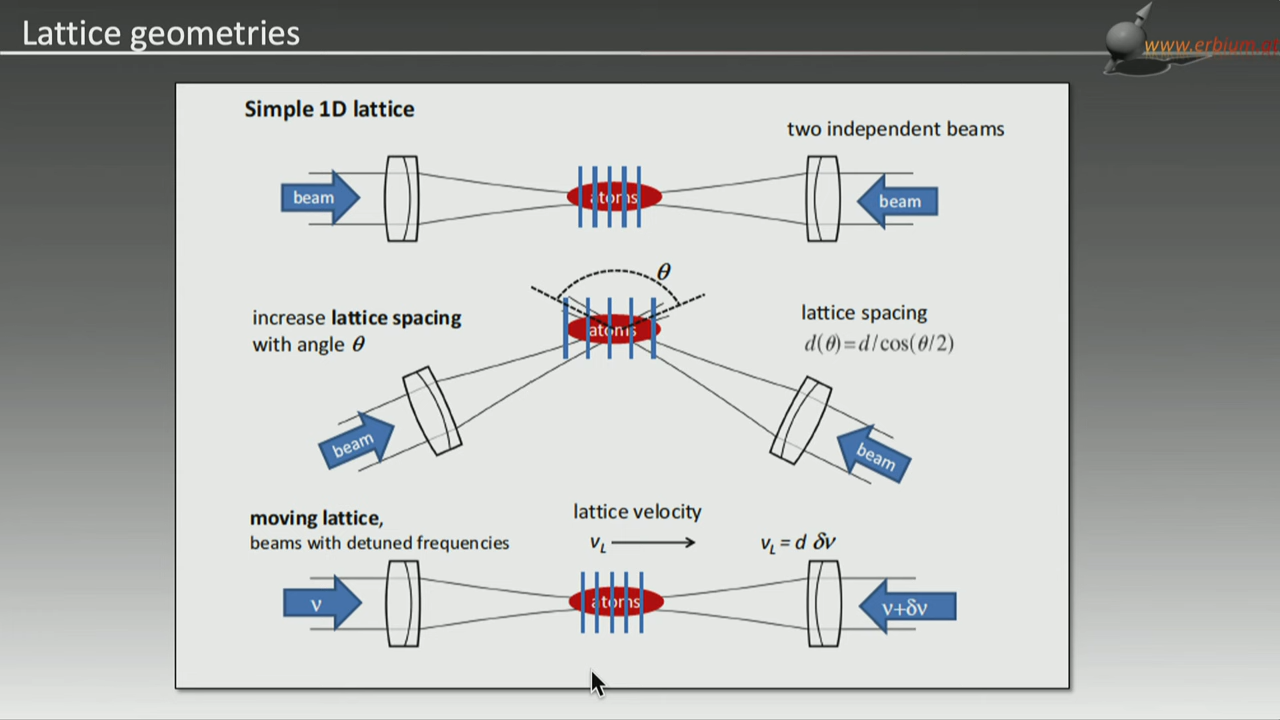 Lattice geometries
www.erbium.at
Simple 1D lattice
two independent beams
beam
atoms
beam
θ
increase lattice spacing
with angle θ
atoms
lattice spacing
d(θ)=d/cos(θ/2)
beam
beam
moving lattice,
beams with detuned frequencies
lattice velocity
v_L
v_L = d δν
ν
atoms
ν+δν